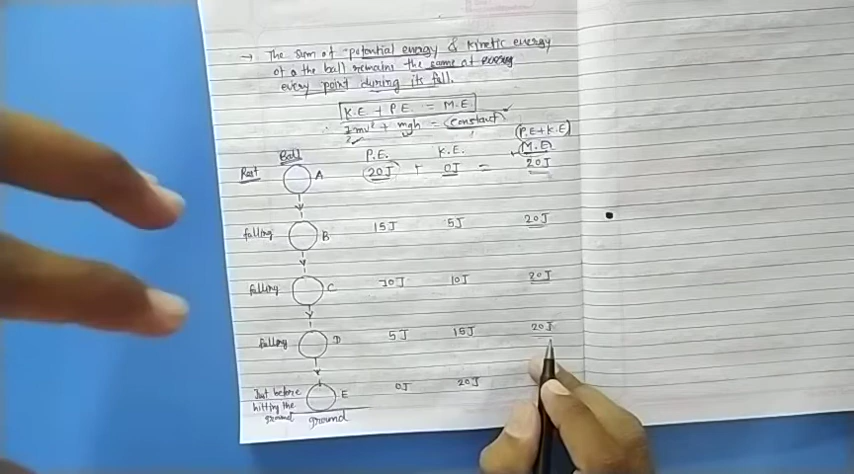 → The sum of potential energy & kinetic energy
of the ball remains the same at
every point during its fall.
K.E + P.E. = M.E
∴ ½mv² + mgh = constant
(P.E + K.E)
Ball P.E. K.E. (M.E)
Rest A 20J + 0J = 20J
falling B 15J 5J 20J
falling C 10J 10J 20J
falling D 5J 15J 20J
Just before E 0J 20J
hitting the
ground ground